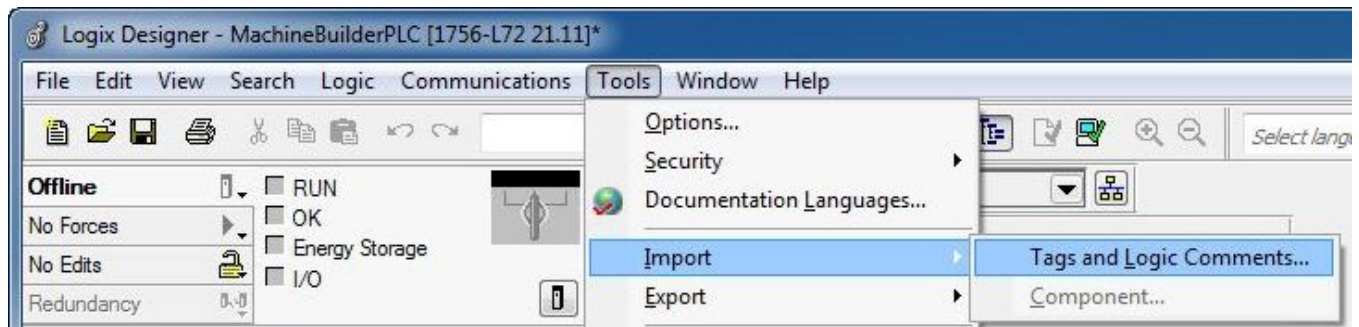 Logix Designer - MachineBuilderPLC [1756-L72 21.11]*
File Edit View Search Logic Communications Tools Window Help
Options...
Select langu
Security
Documentation Languages...
Import
Tags and Logic Comments...
Export
Component...
Offline
RUN
No Forces
OK
Energy Storage
No Edits
I/O
Redundancy